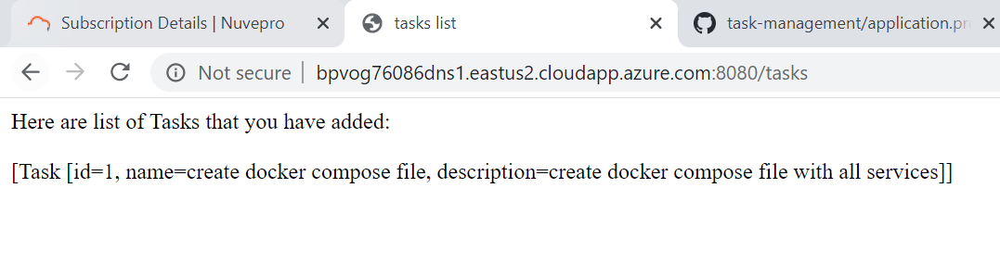 Subscription Details | Nuvepro
tasks list
task-management/application.pr
Not secure | bpvog76086dns1.eastus2.cloudapp.azure.com:8080/tasks
Here are list of Tasks that you have added:
[Task [id=1, name=create docker compose file, description=create docker compose file with all services]]